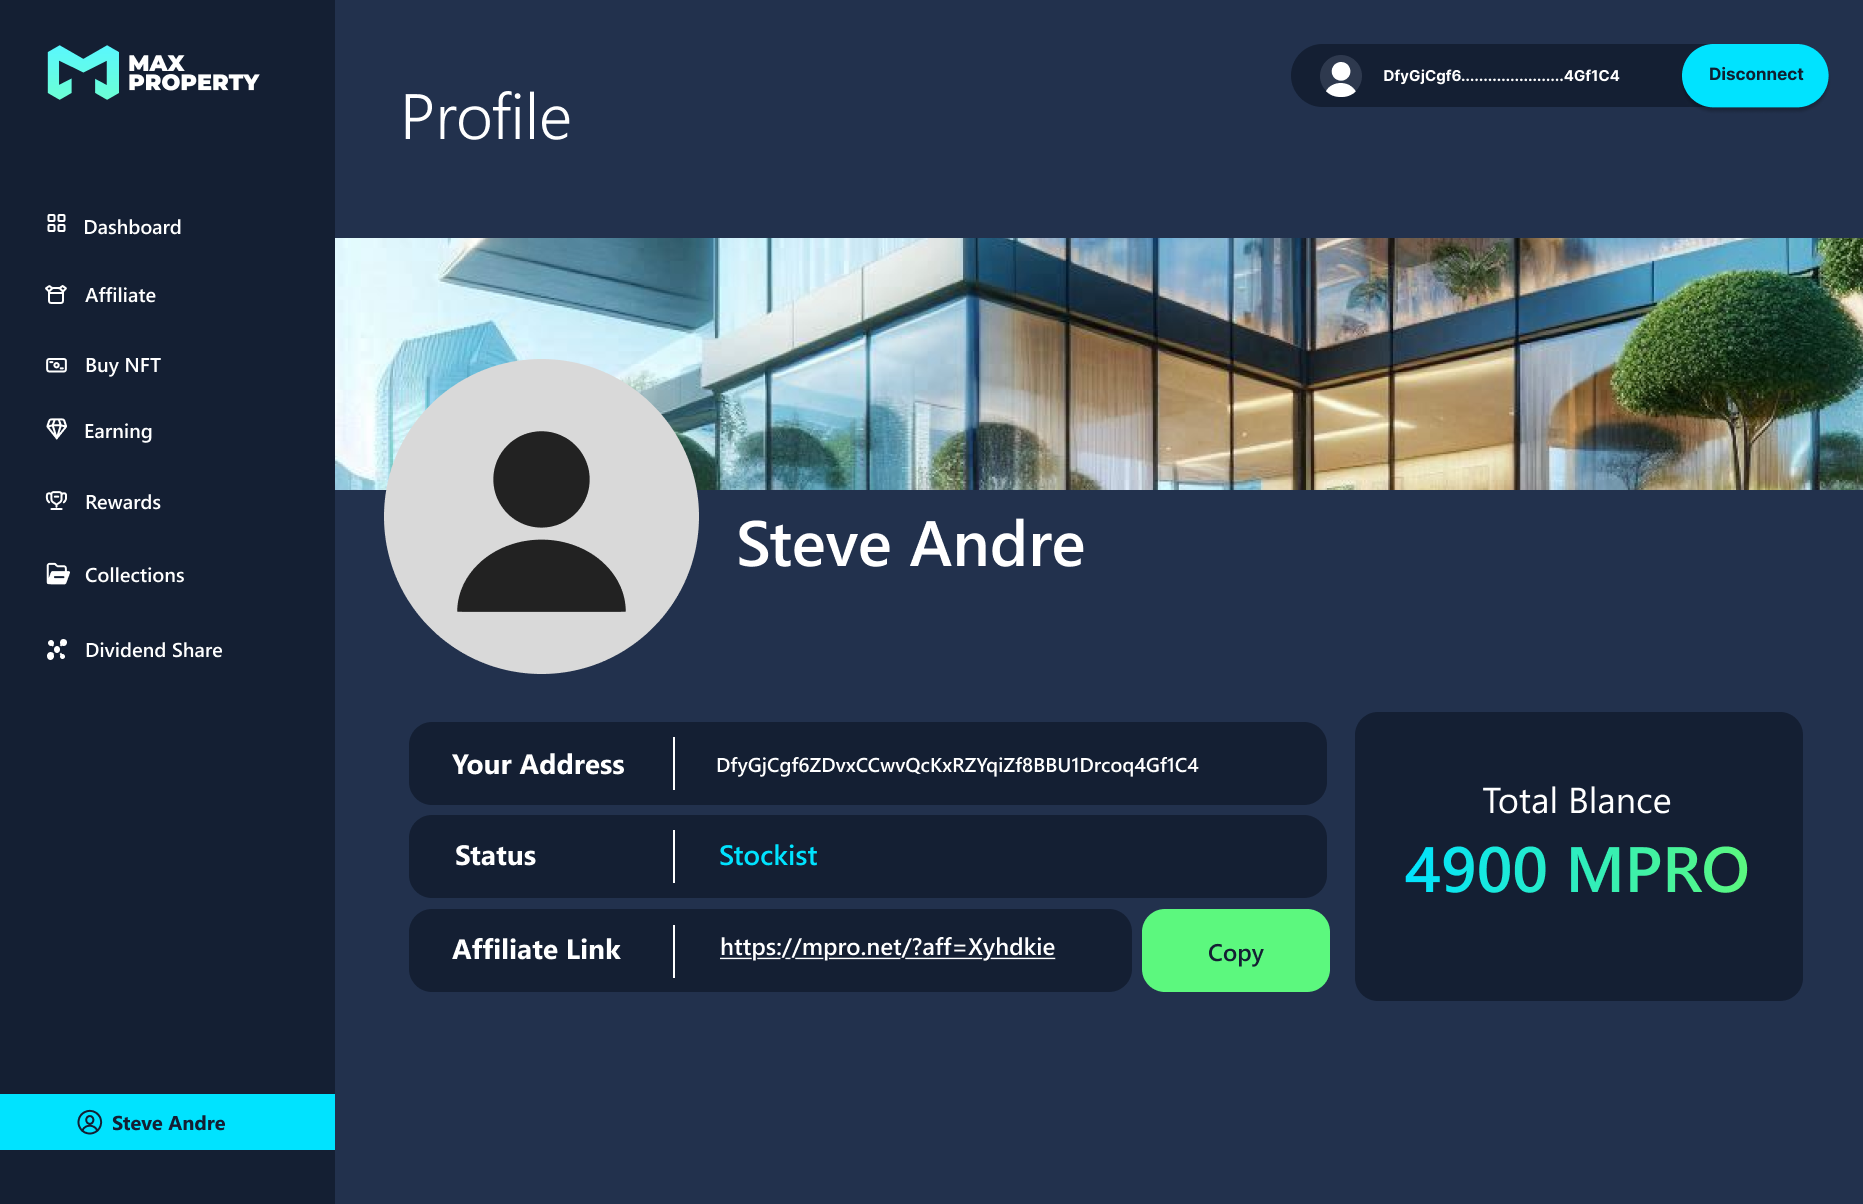 MAX
PROPERTY
Dashboard
Affiliate
Buy NFT
Earning
Rewards
Collections
Dividend Share
Steve Andre
Profile
DfyGjCgf6.......................4Gf1C4
Disconnect
Steve Andre
Your Address
DfyGjCgf6ZDvxCCwvQcKxRZYqiZf8BBU1Drcoq4Gf1C4
Status
Stockist
Affiliate Link
https://mpro.net/?aff=Xyhdkie
Copy
Total Blance
4900 MPRO